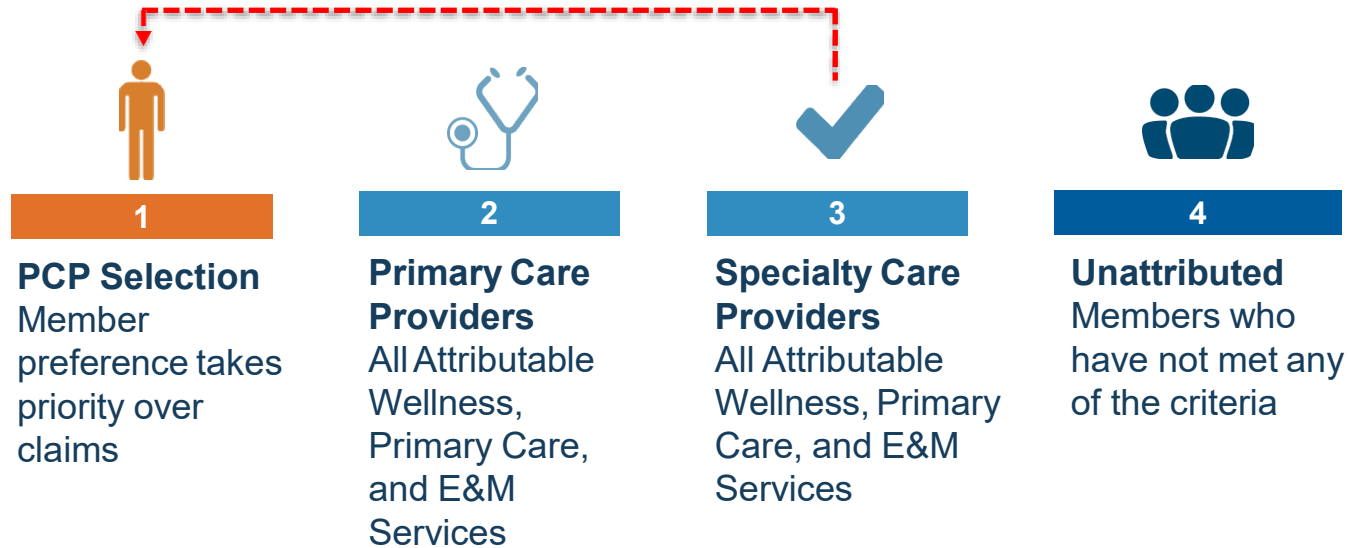 1
PCP Selection
Member
preference takes
priority over
claims
2
Primary Care
Providers
All Attributable
Wellness,
Primary Care,
and E&M
Services
3
Specialty Care
Providers
All Attributable
Wellness, Primary
Care, and E&M
Services
4
Unattributed
Members who
have not met any
of the criteria